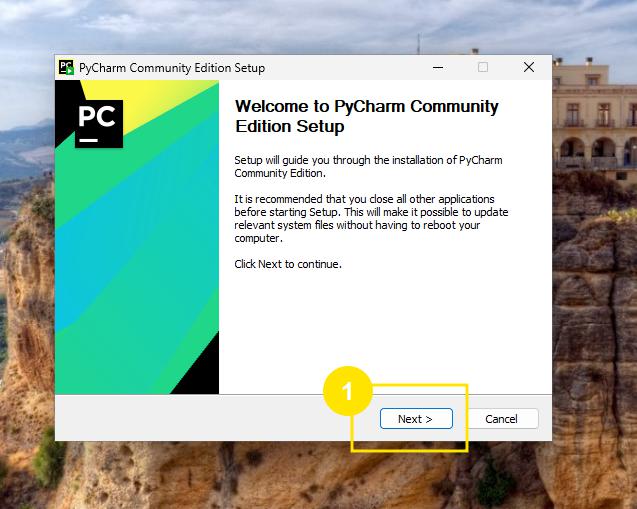 PyCharm Community Edition Setup
PC
Welcome to PyCharm Community
Edition Setup
Setup will guide you through the installation of PyCharm
Community Edition.
It is recommended that you close all other applications
before starting Setup. This will make it possible to update
relevant system files without having to reboot your
computer.
Click Next to continue.
1
Next >
Cancel